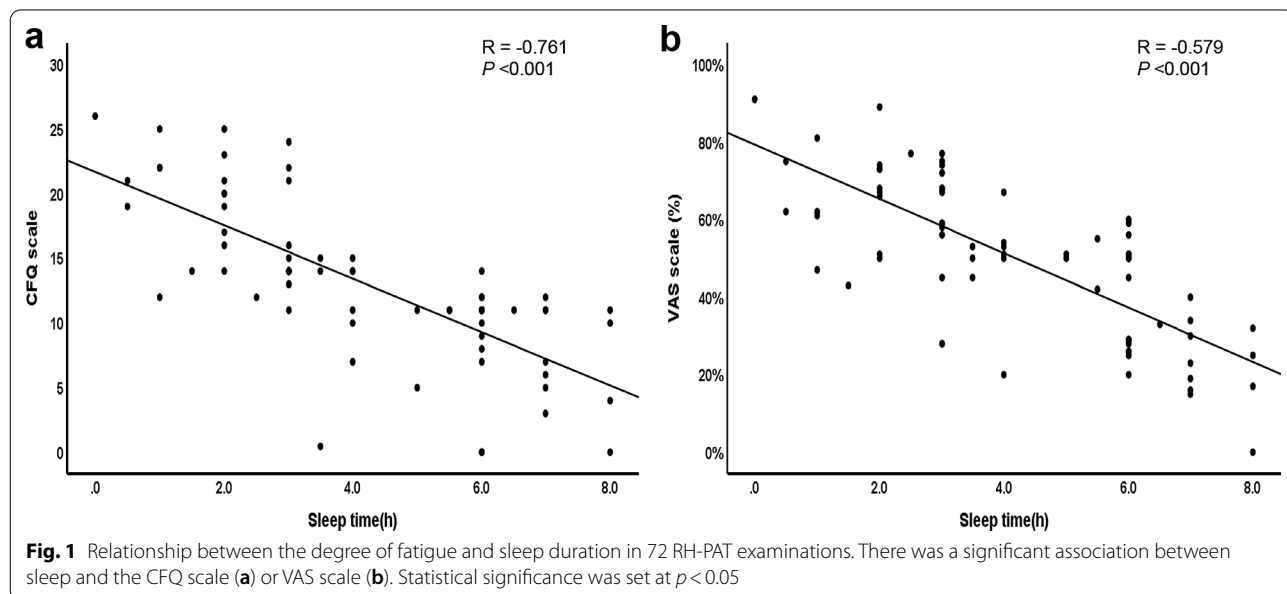 a
R = -0.761
P <0.001
30
25
20
15
10
5
0
CFQ scale
.0
2.0
4.0
6.0
8.0
Sleep time(h)
b
R = -0.579
P <0.001
100%
80%
60%
40%
20%
0%
VAS scale (%)
.0
2.0
4.0
6.0
8.0
Sleep time(h)
Fig. 1 Relationship between the degree of fatigue and sleep duration in 72 RH-PAT examinations. There was a significant association between
sleep and the CFQ scale (a) or VAS scale (b). Statistical significance was set at p < 0.05